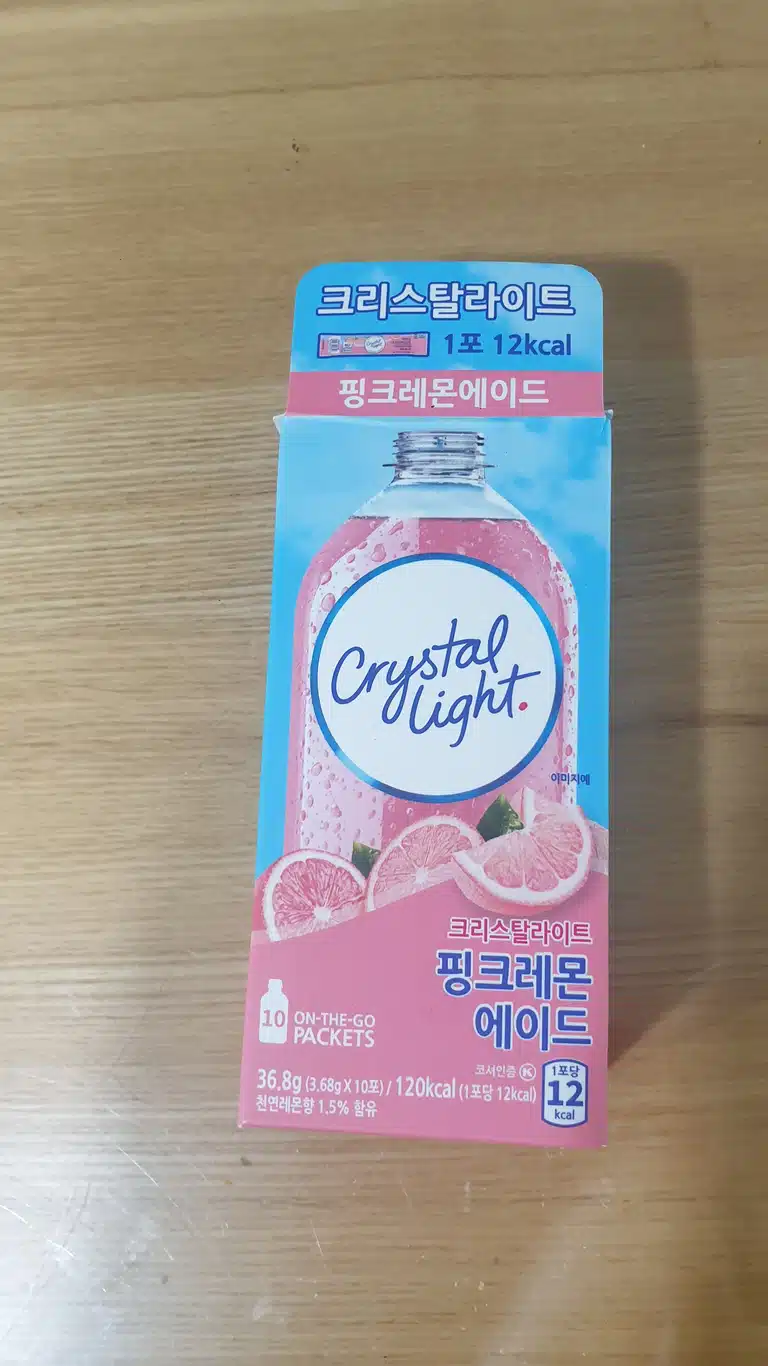 크리스탈라이트
1포 12kcal
핑크레몬에이드
Crystal
Light.
이미지예
크리스탈라이트
핑크레몬
에이드
10 ON-THE-GO
PACKETS
코셔인증 K
1포당
12
kcal
36.8g (3.68g X 10포) / 120kcal (1포당 12kcal)
천연레몬향 1.5% 함유